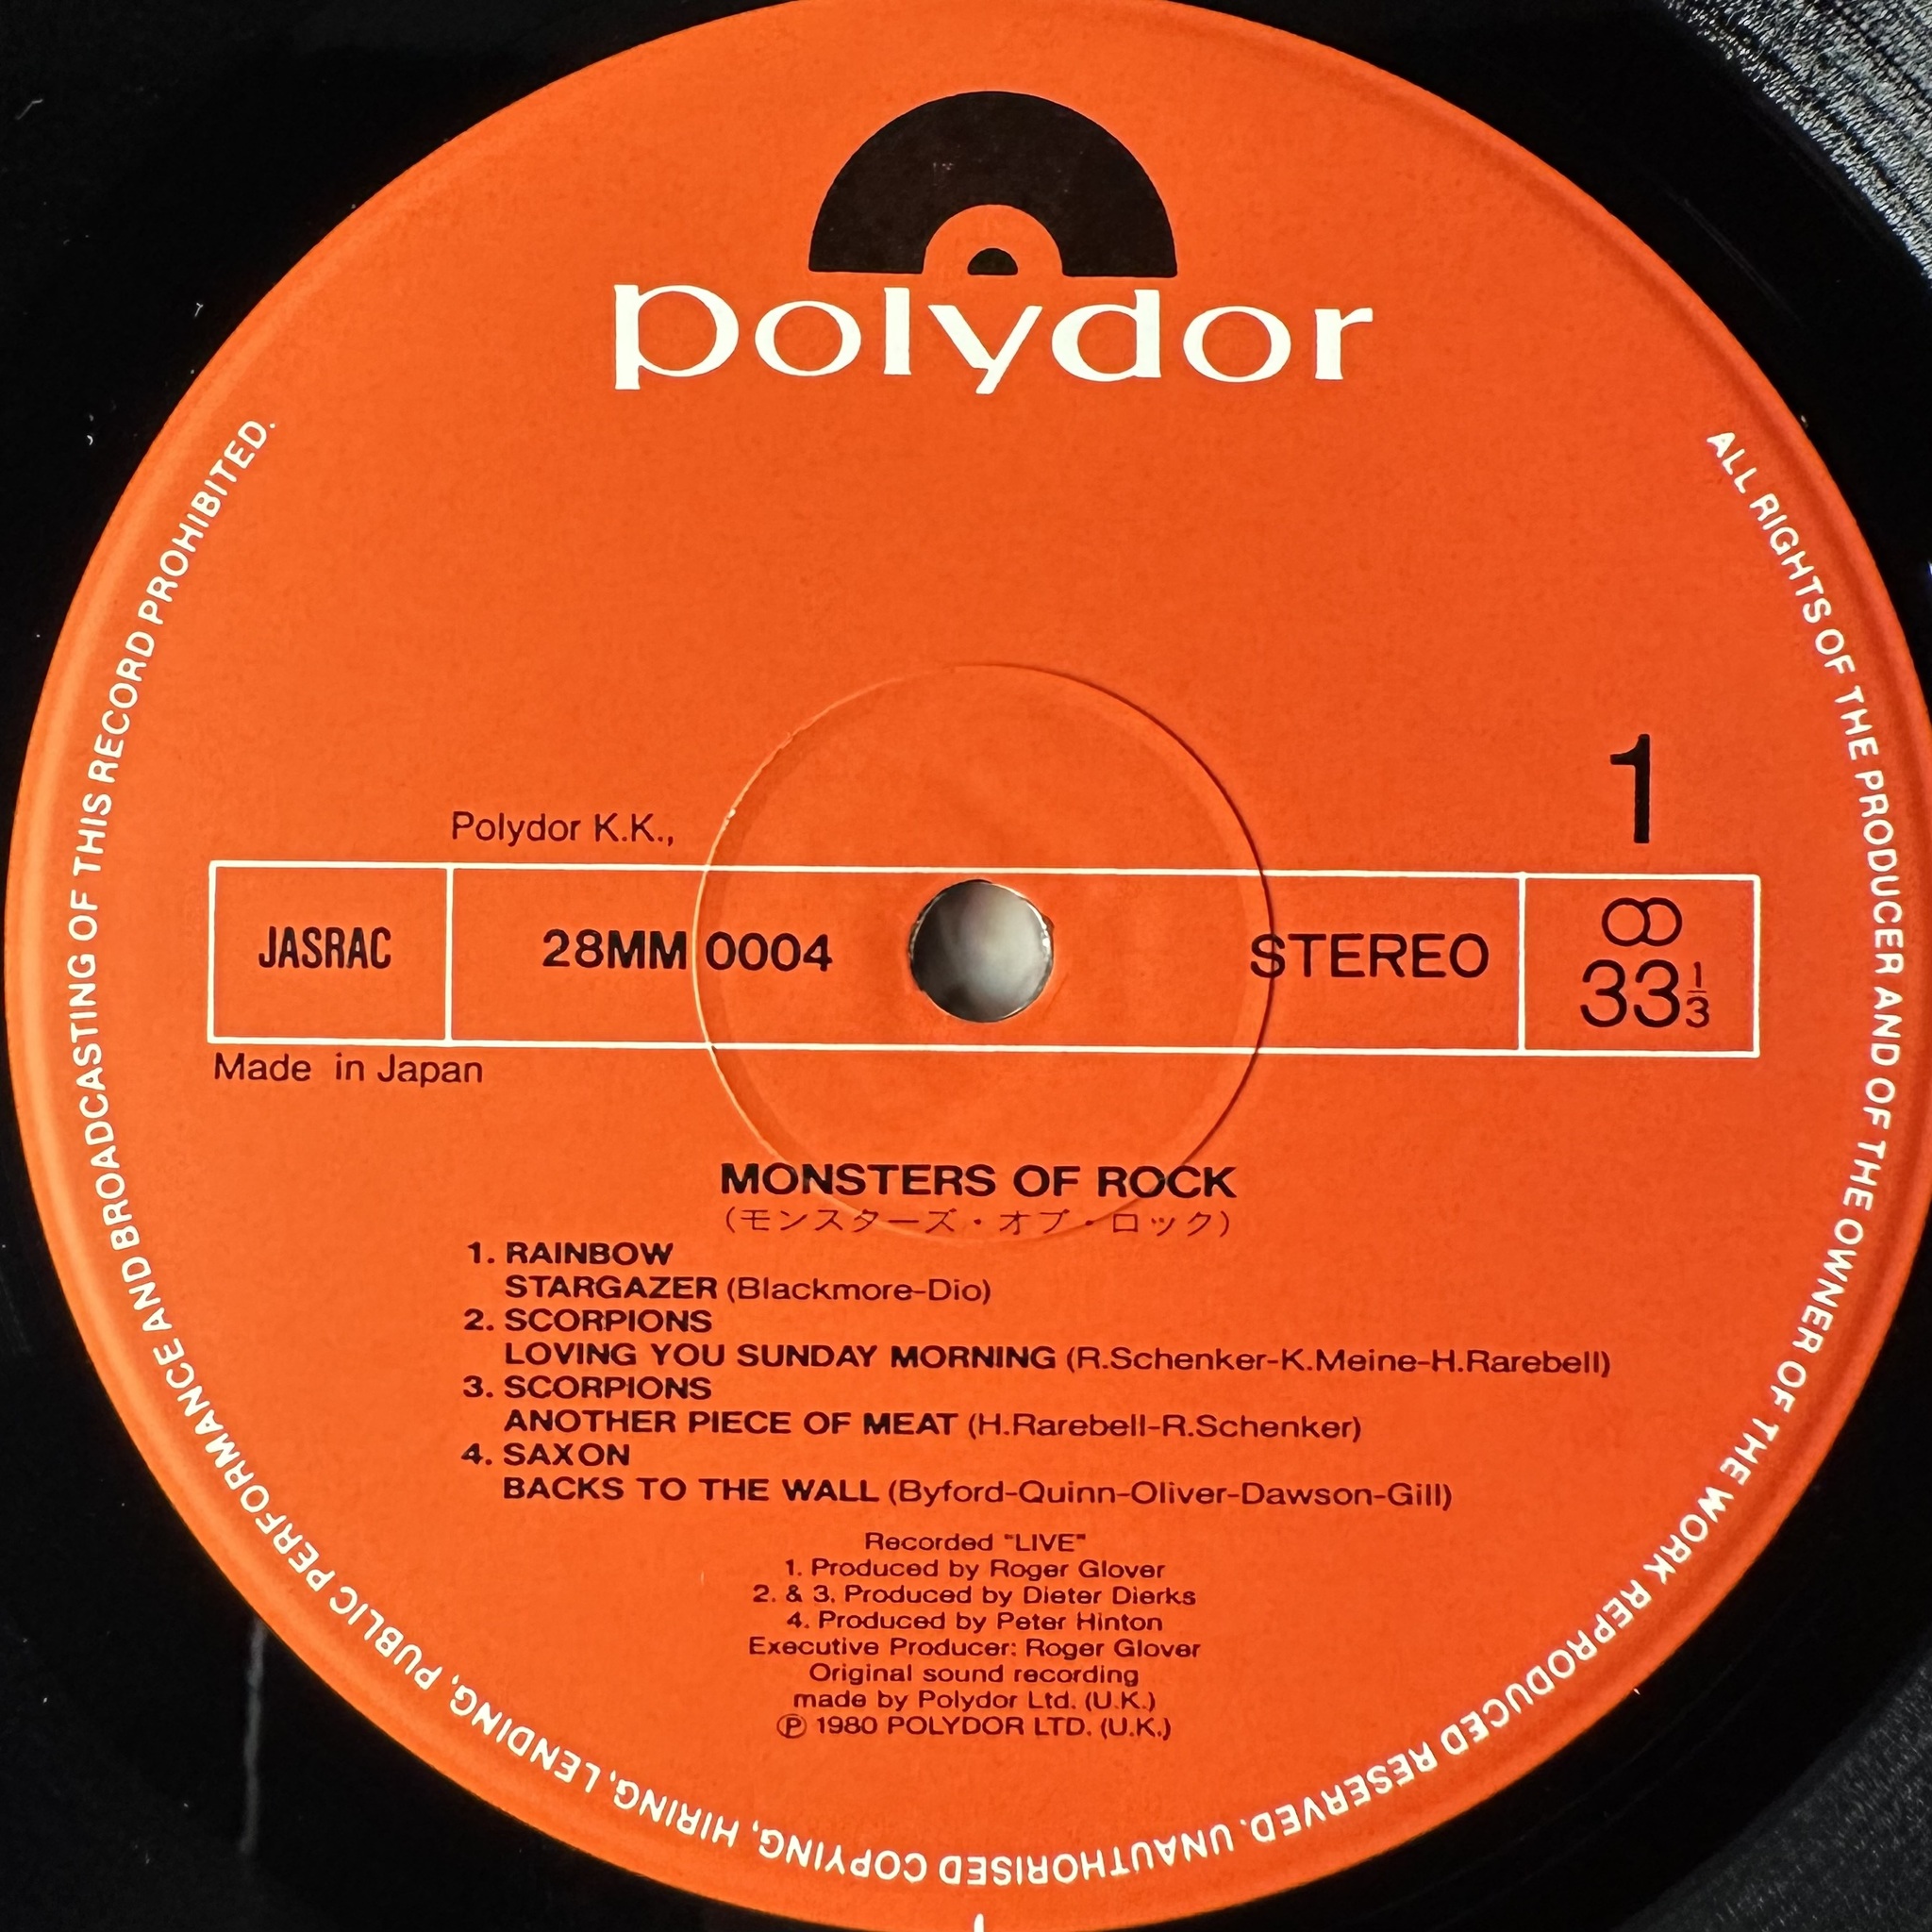 polydor
1
Polydor K.K.,
JASRAC
28MM 0004
STEREO
33 1/3
Made in Japan
MONSTERS OF ROCK
(モンスターズ・オブ・ロック)
1. RAINBOW
STARGAZER (Blackmore-Dio)
2. SCORPIONS
LOVING YOU SUNDAY MORNING (R.Schenker-K.Meine-H.Rarebell)
3. SCORPIONS
ANOTHER PIECE OF MEAT (H.Rarebell-R.Schenker)
4. SAXON
BACKS TO THE WALL (Byford-Quinn-Oliver-Dawson-Gill)
Recorded "LIVE"
1. Produced by Roger Glover
2. & 3. Produced by Dieter Dierks
4. Produced by Peter Hinton
Executive Producer: Roger Glover
Original sound recording
made by Polydor Ltd. (U.K.)
℗ 1980 POLYDOR LTD. (U.K.)
ALL RIGHTS OF THE PRODUCER AND OF THE OWNER OF THE WORK REPRODUCED RESERVED. UNAUTHORISED COPYING, HIRING, LENDING, PUBLIC PERFORMANCE AND BROADCASTING OF THIS RECORD PROHIBITED.